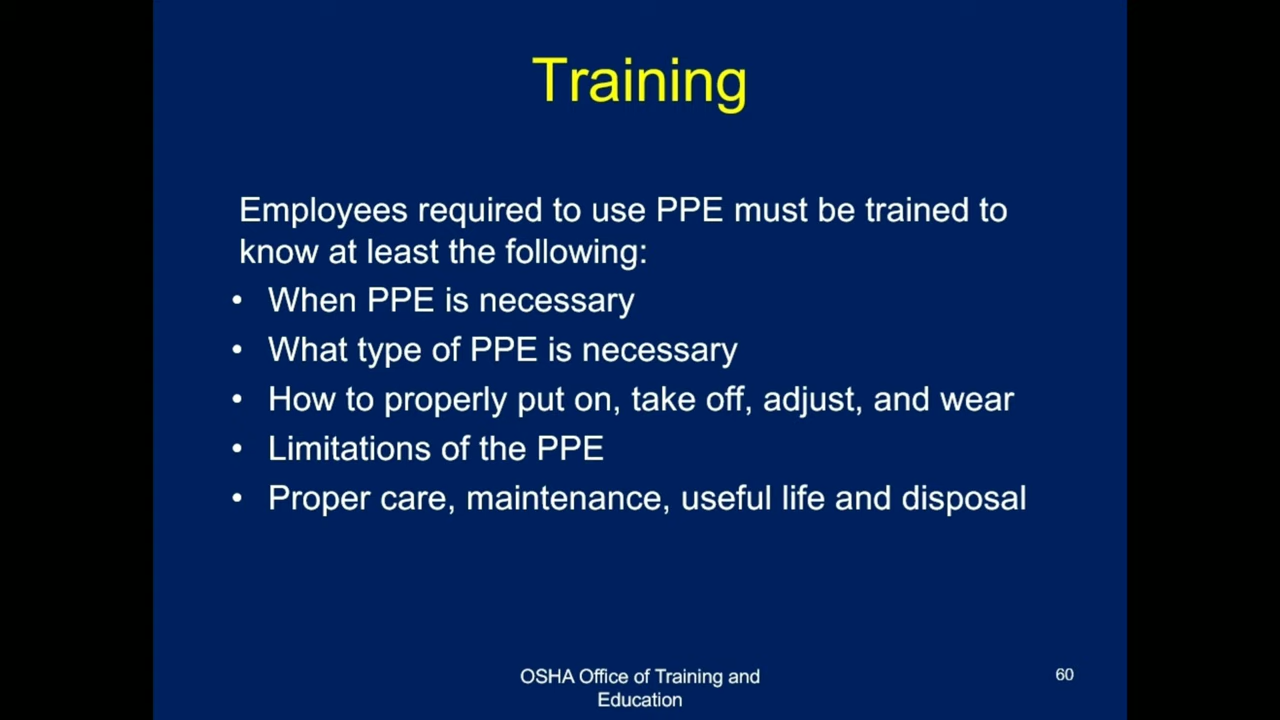 Training
Employees required to use PPE must be trained to
know at least the following:
• When PPE is necessary
• What type of PPE is necessary
• How to properly put on, take off, adjust, and wear
• Limitations of the PPE
• Proper care, maintenance, useful life and disposal
OSHA Office of Training and
Education
60